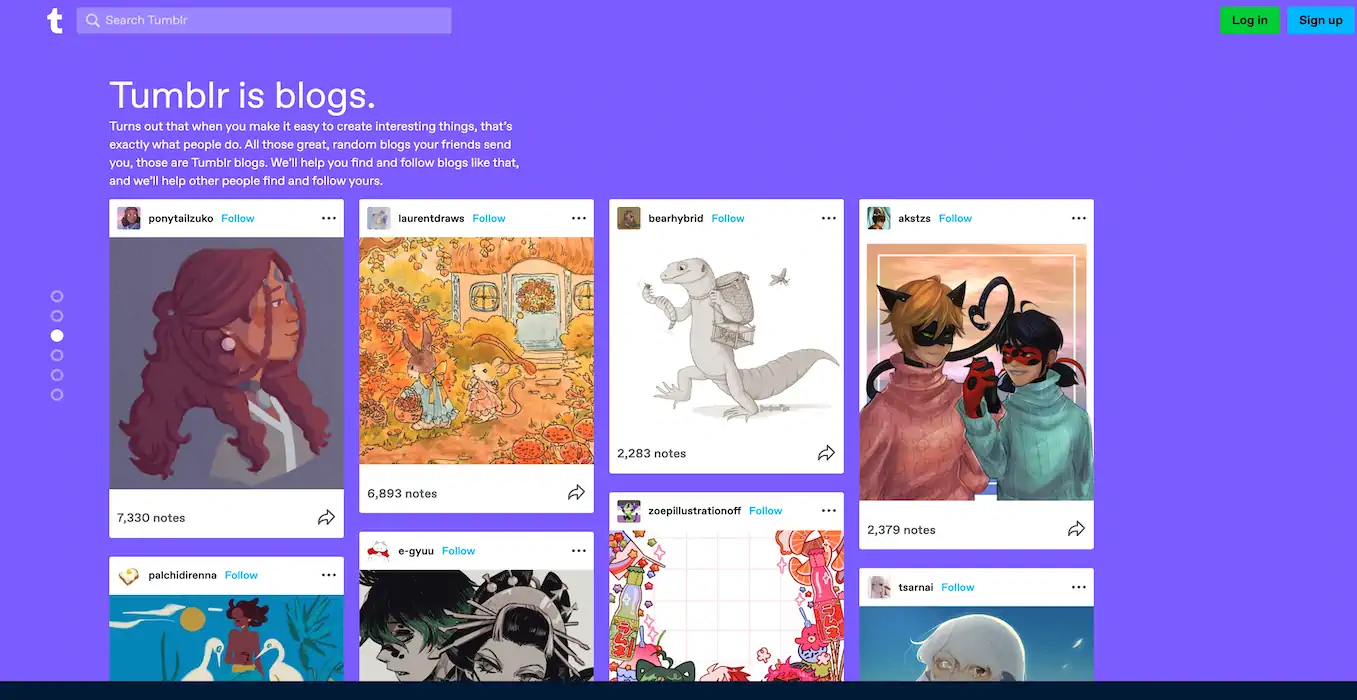 t
Search Tumblr
Log in
Sign up
Tumblr is blogs.
Turns out that when you make it easy to create interesting things, that's
exactly what people do. All those great, random blogs your friends send
you, those are Tumblr blogs. We'll help you find and follow blogs like that,
and we'll help other people find and follow yours.
ponytailzuko Follow
7,330 notes
palchidirenna Follow
laurentdraws Follow
6,893 notes
e-gyuu Follow
bearhybrid Follow
2,283 notes
zoepillustrationoff Follow
akstzs Follow
2,379 notes
tsarnai Follow